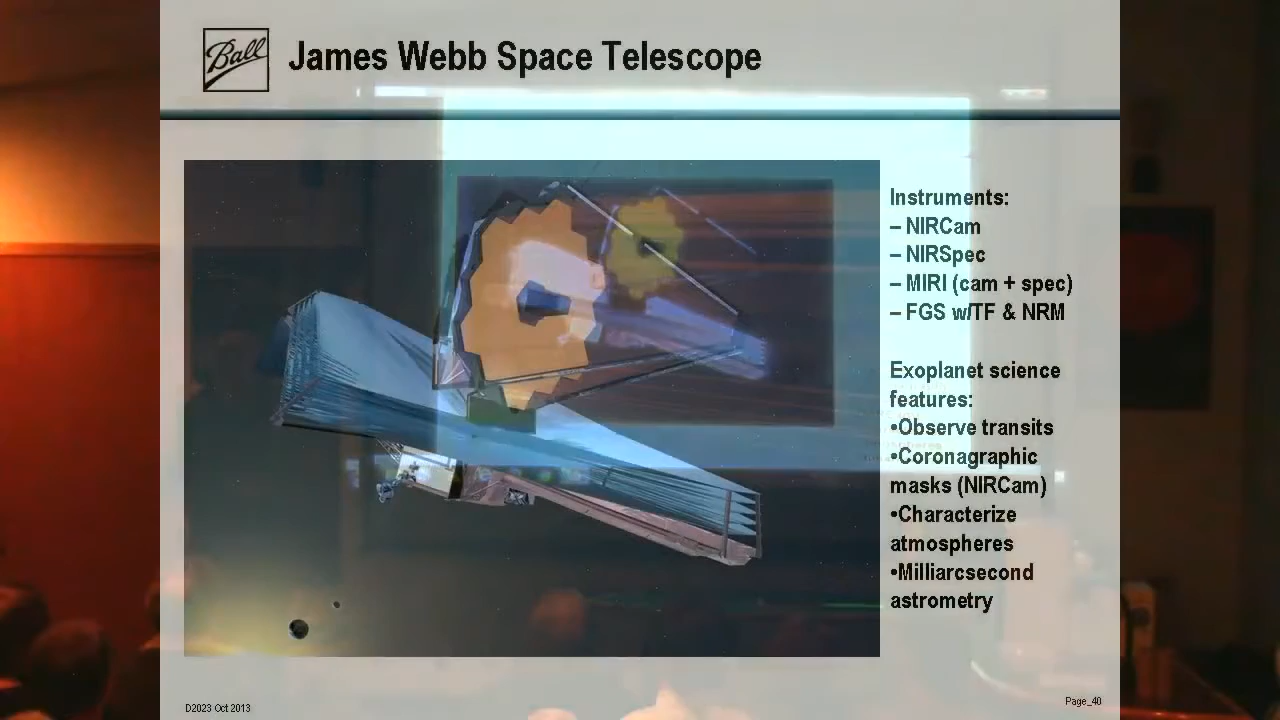 Ball
James Webb Space Telescope
Instruments:
– NIRCam
– NIRSpec
– MIRI (cam + spec)
– FGS w/TF & NRM
Exoplanet science
features:
•Observe transits
•Coronagraphic
masks (NIRCam)
•Characterize
atmospheres
•Milliarcsecond
astrometry
D2023 Oct 2013
Page_40